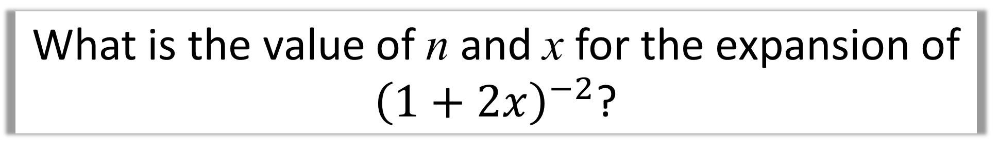 What is the value of n and x for the expansion of
(1 + 2x)⁻²?